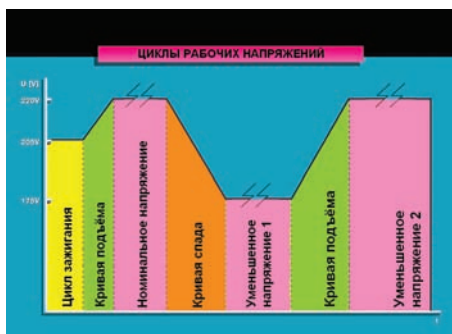 ЦИКЛЫ РАБОЧИХ НАПРЯЖЕНИЙ
U (V)
220V
205V
175V
Цикл зажигания
Кривая подъёма
Номинальное напряжение
Кривая спада
Уменьшенное
напряжение 1
Кривая подъёма
Уменьшенное
напряжение 2
t